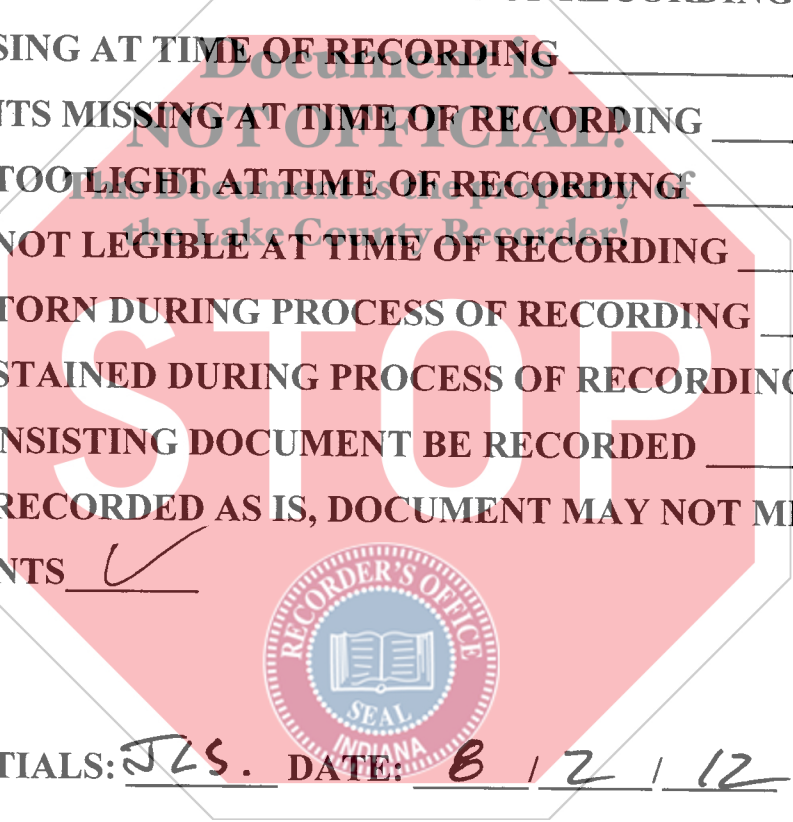 RECORDING
SING AT TIME OF RECORDING
Document is
NTS MISSING AT TIME OF RECORDING
NOT OFFICIAL!
TOO LIGHT AT TIME OF RECORDING
This Document is the property of
the Lake County Recorder!
NOT LEGIBLE AT TIME OF RECORDING
TORN DURING PROCESS OF RECORDING
STOP
STAINED DURING PROCESS OF RECORDING
NSISTING DOCUMENT BE RECORDED
RECORDED AS IS, DOCUMENT MAY NOT ME
NTS ✓
RECORDER'S OFFICE
SEAL
INDIANA
TIALS: JLS. DATE: 8 / 2 / 12